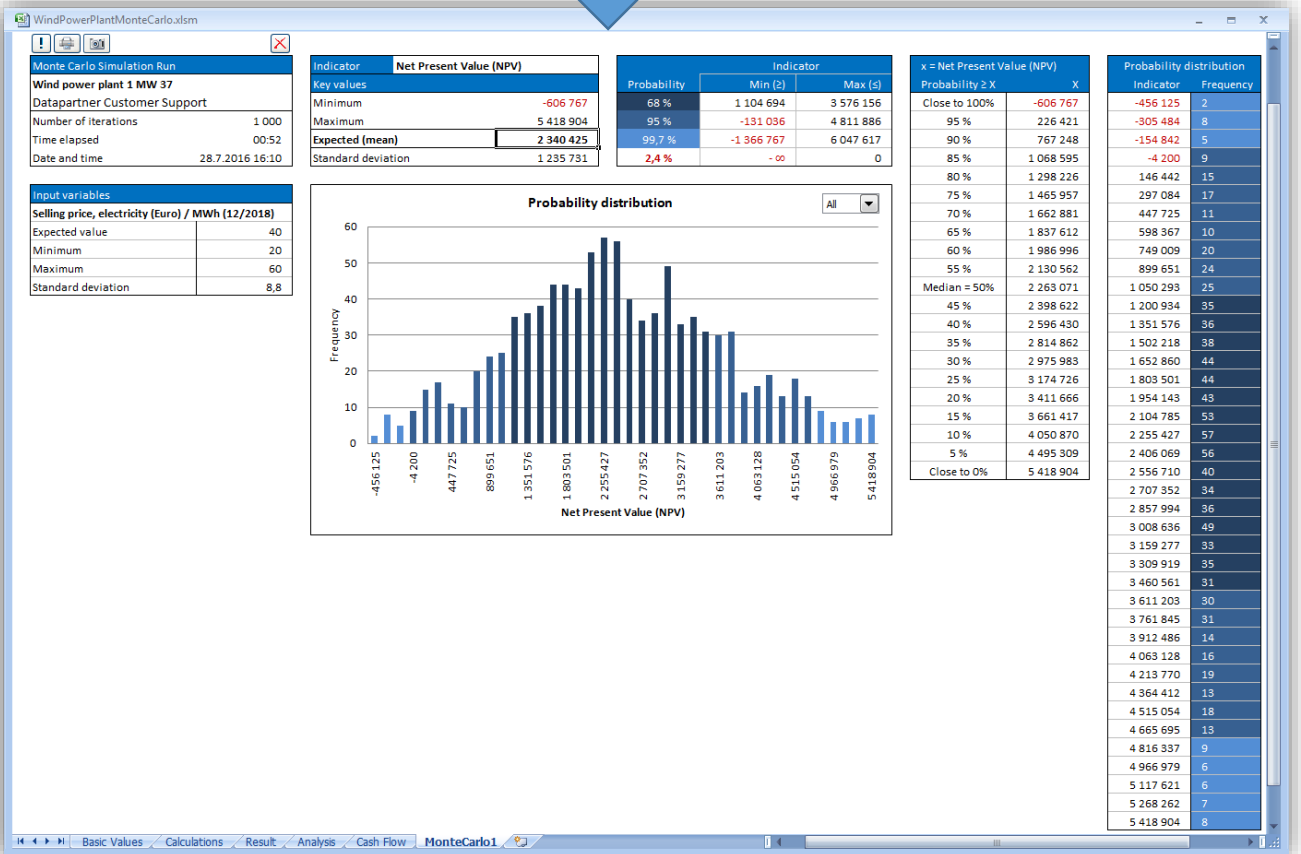 WindPowerPlantMonteCarlo.xlsm
Monte Carlo Simulation Run
Wind power plant 1 MW 37
Datapartner Customer Support
Number of iterations 1 000
Time elapsed 00:52
Date and time 28.7.2016 16:10
Input variables
Selling price, electricity (Euro) / MWh (12/2018)
Expected value 40
Minimum 20
Maximum 60
Standard deviation 8,8
Indicator Net Present Value (NPV)
Key values
Minimum -606 767
Maximum 5 418 904
Expected (mean) 2 340 425
Standard deviation 1 235 731
Indicator
Probability Min (≥) Max (≤)
68 % 1 104 694 3 576 156
95 % -131 036 4 811 886
99,7 % -1 366 767 6 047 617
2,4 % - ∞ 0
Probability distribution
All
60
50
40
30
20
10
0
Frequency
-456 125
-4 200
447 725
899 651
1 351 576
1 803 501
2 255 427
2 707 352
3 159 277
3 611 203
4 063 128
4 515 054
4 966 979
5 418 904
Net Present Value (NPV)
x = Net Present Value (NPV)
Probability ≥ X X
Close to 100% -606 767
95 % 226 421
90 % 767 248
85 % 1 068 595
80 % 1 298 226
75 % 1 465 957
70 % 1 662 881
65 % 1 837 612
60 % 1 986 996
55 % 2 130 562
Median = 50% 2 263 071
45 % 2 398 622
40 % 2 596 430
35 % 2 814 862
30 % 2 975 983
25 % 3 174 726
20 % 3 411 666
15 % 3 661 417
10 % 4 050 870
5 % 4 495 309
Close to 0% 5 418 904
Probability distribution
Indicator Frequency
-456 125 2
-305 484 8
-154 842 5
-4 200 9
146 442 15
297 084 17
447 725 11
598 367 10
749 009 20
899 651 24
1 050 293 25
1 200 934 35
1 351 576 36
1 502 218 38
1 652 860 44
1 803 501 44
1 954 143 43
2 104 785 53
2 255 427 57
2 406 069 56
2 556 710 40
2 707 352 34
2 857 994 36
3 008 636 49
3 159 277 33
3 309 919 35
3 460 561 31
3 611 203 30
3 761 845 31
3 912 486 14
4 063 128 16
4 213 770 19
4 364 412 13
4 515 054 18
4 665 695 13
4 816 337 9
4 966 979 6
5 117 621 6
5 268 262 7
5 418 904 8
Basic Values Calculations Result Analysis Cash Flow MonteCarlo1